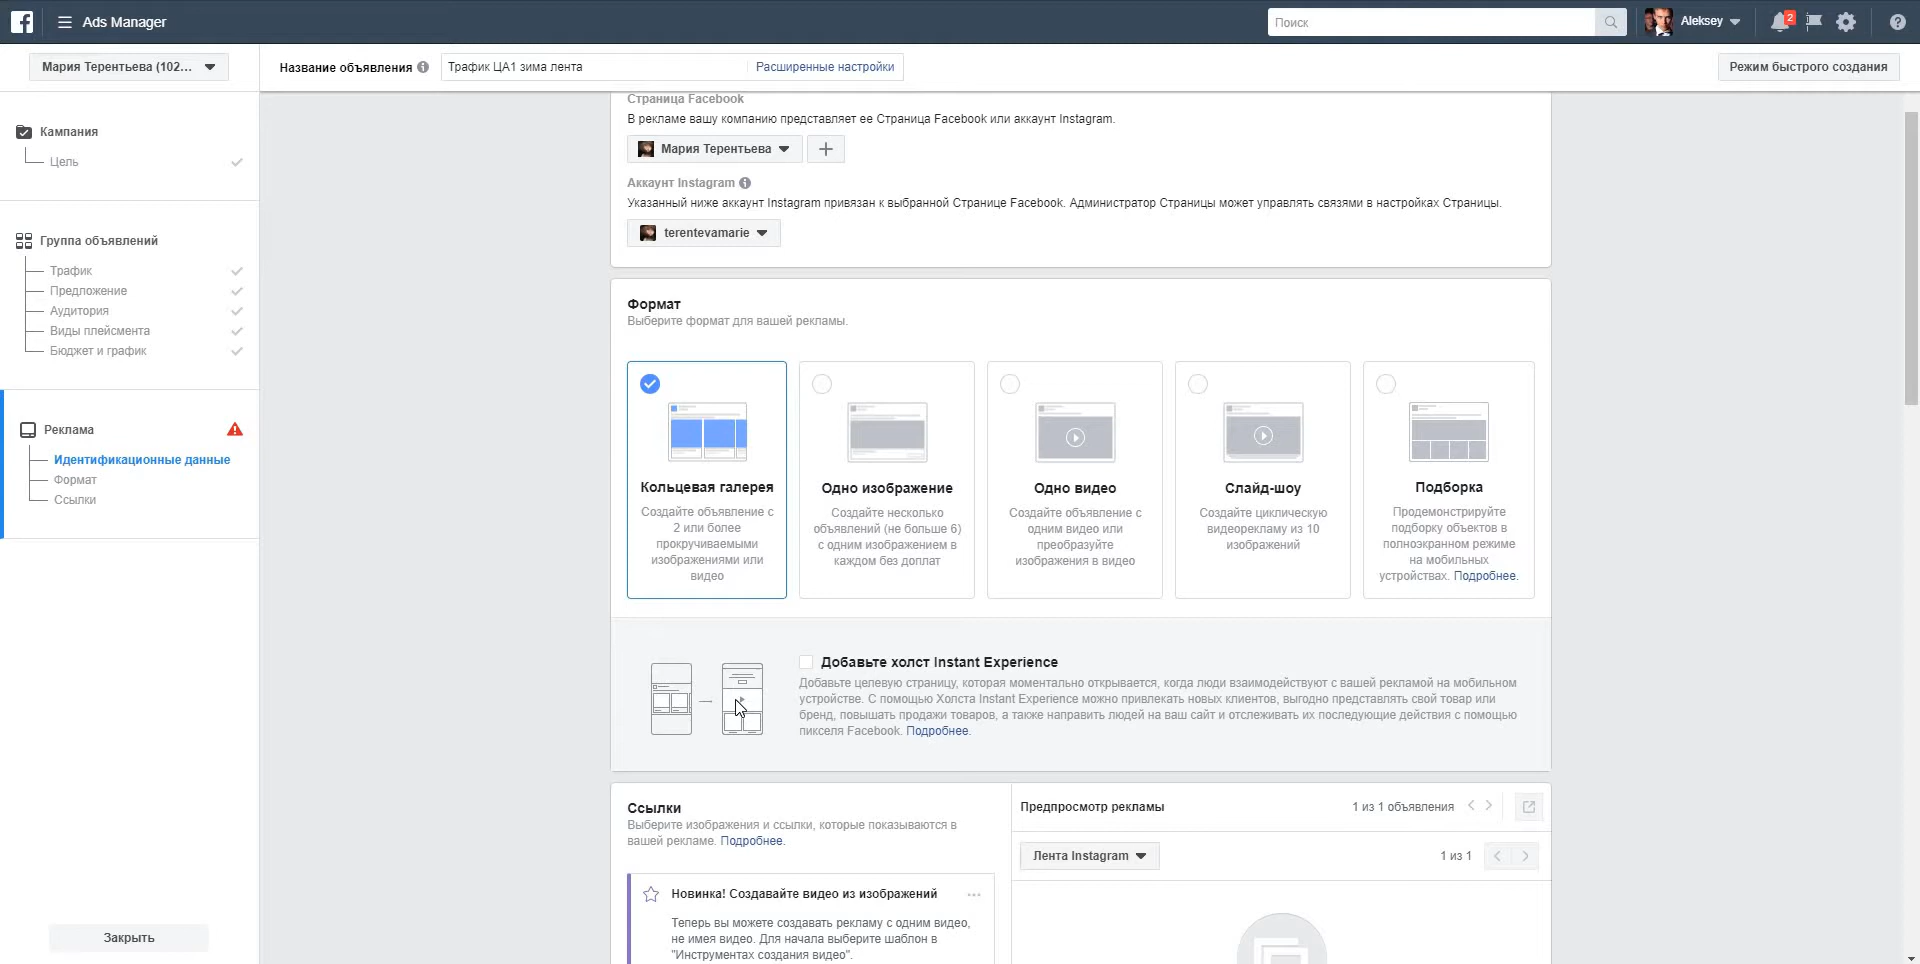 Ads Manager
Поиск
Aleksey
2
Мария Терентьева (102...
Название объявления
Трафик ЦА1 зима лента
Расширенные настройки
Режим быстрого создания
Кампания
Цель
Группа объявлений
Трафик
Предложение
Аудитория
Виды плейсмента
Бюджет и график
Реклама
Идентификационные данные
Формат
Ссылки
Закрыть
Страница Facebook
В рекламе вашу компанию представляет ее Страница Facebook или аккаунт Instagram.
Мария Терентьева
Аккаунт Instagram
Указанный ниже аккаунт Instagram привязан к выбранной Странице Facebook. Администратор Страницы может управлять связями в настройках Страницы.
terentevamarie
Формат
Выберите формат для вашей рекламы.
Кольцевая галерея
Создайте объявление с
2 или более
прокручиваемыми
изображениями или
видео
Одно изображение
Создайте несколько
объявлений (не больше 6)
с одним изображением в
каждом без доплат
Одно видео
Создайте объявление с
одним видео или
преобразуйте
изображения в видео
Слайд-шоу
Создайте циклическую
видеорекламу из 10
изображений
Подборка
Продемонстрируйте
подборку объектов в
полноэкранном режиме
на мобильных
устройствах. Подробнее.
Добавьте холст Instant Experience
Добавьте целевую страницу, которая моментально открывается, когда люди взаимодействуют с вашей рекламой на мобильном
устройстве. С помощью Холста Instant Experience можно привлекать новых клиентов, выгодно представлять свой товар или
бренд, повышать продажи товаров, а также направить людей на ваш сайт и отслеживать их последующие действия с помощью
пикселя Facebook. Подробнее.
Ссылки
Выберите изображения и ссылки, которые показываются в
вашей рекламе. Подробнее.
Новинка! Создавайте видео из изображений
Теперь вы можете создавать рекламу с одним видео,
не имея видео. Для начала выберите шаблон в
"Инструментах создания видео".
Предпросмотр рекламы
1 из 1 объявления
Лента Instagram
1 из 1